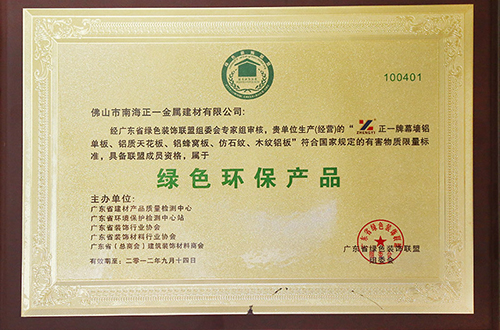 100401
佛山市南海正一金属建材有限公司:
经广东省绿色装饰联盟组委会专家组审核，贵单位生产(经营)的“ ZHENGYI 正一牌幕墙铝
单板、铝质天花板、铝蜂窝板、仿石纹、木纹铝板”符合国家规定的有害物质限量标
准，具备联盟成员资格，属于
绿色环保产品
主办单位:
广东省建材产品质量检测中心
广东省环境保护检测中心站
广东省装饰行业协会
广东省装饰材料行业协会
广东省（总商会）建筑装饰材料商会
有效期至:二0一二年九月十四日
广东省绿色装饰联盟
组委会